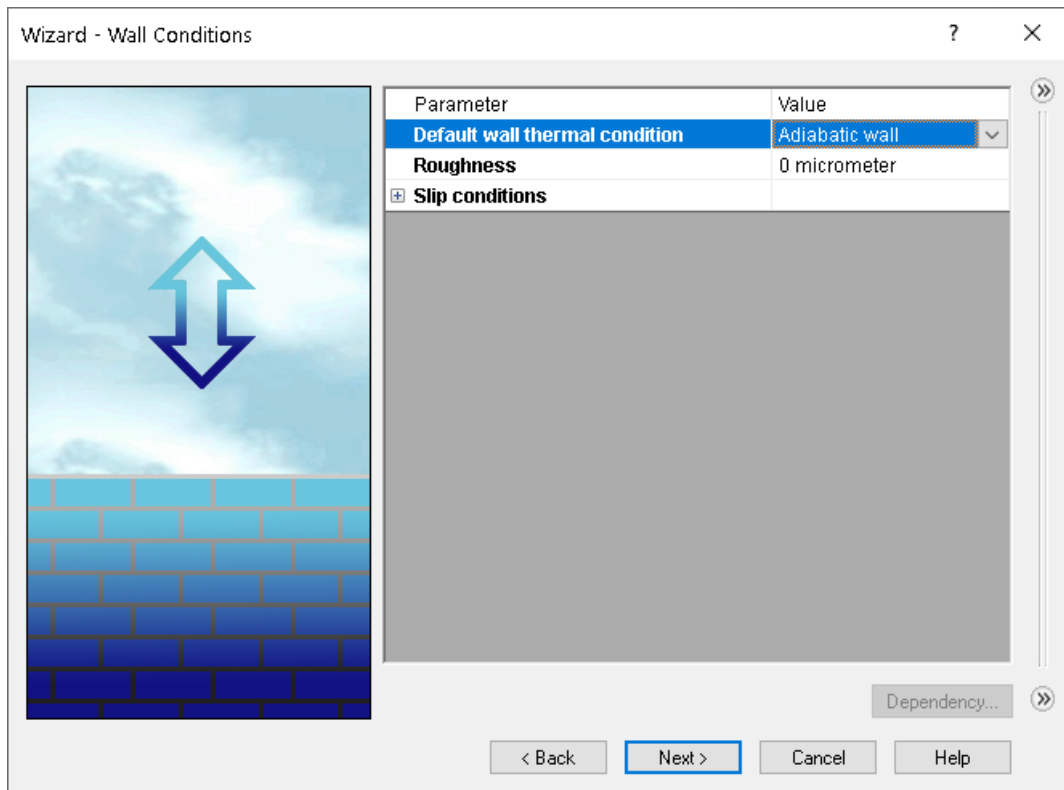 Wizard - Wall Conditions ?
Parameter Value
Default wall thermal condition Adiabatic wall
Roughness 0 micrometer
Slip conditions
Dependency...
< Back Next > Cancel Help